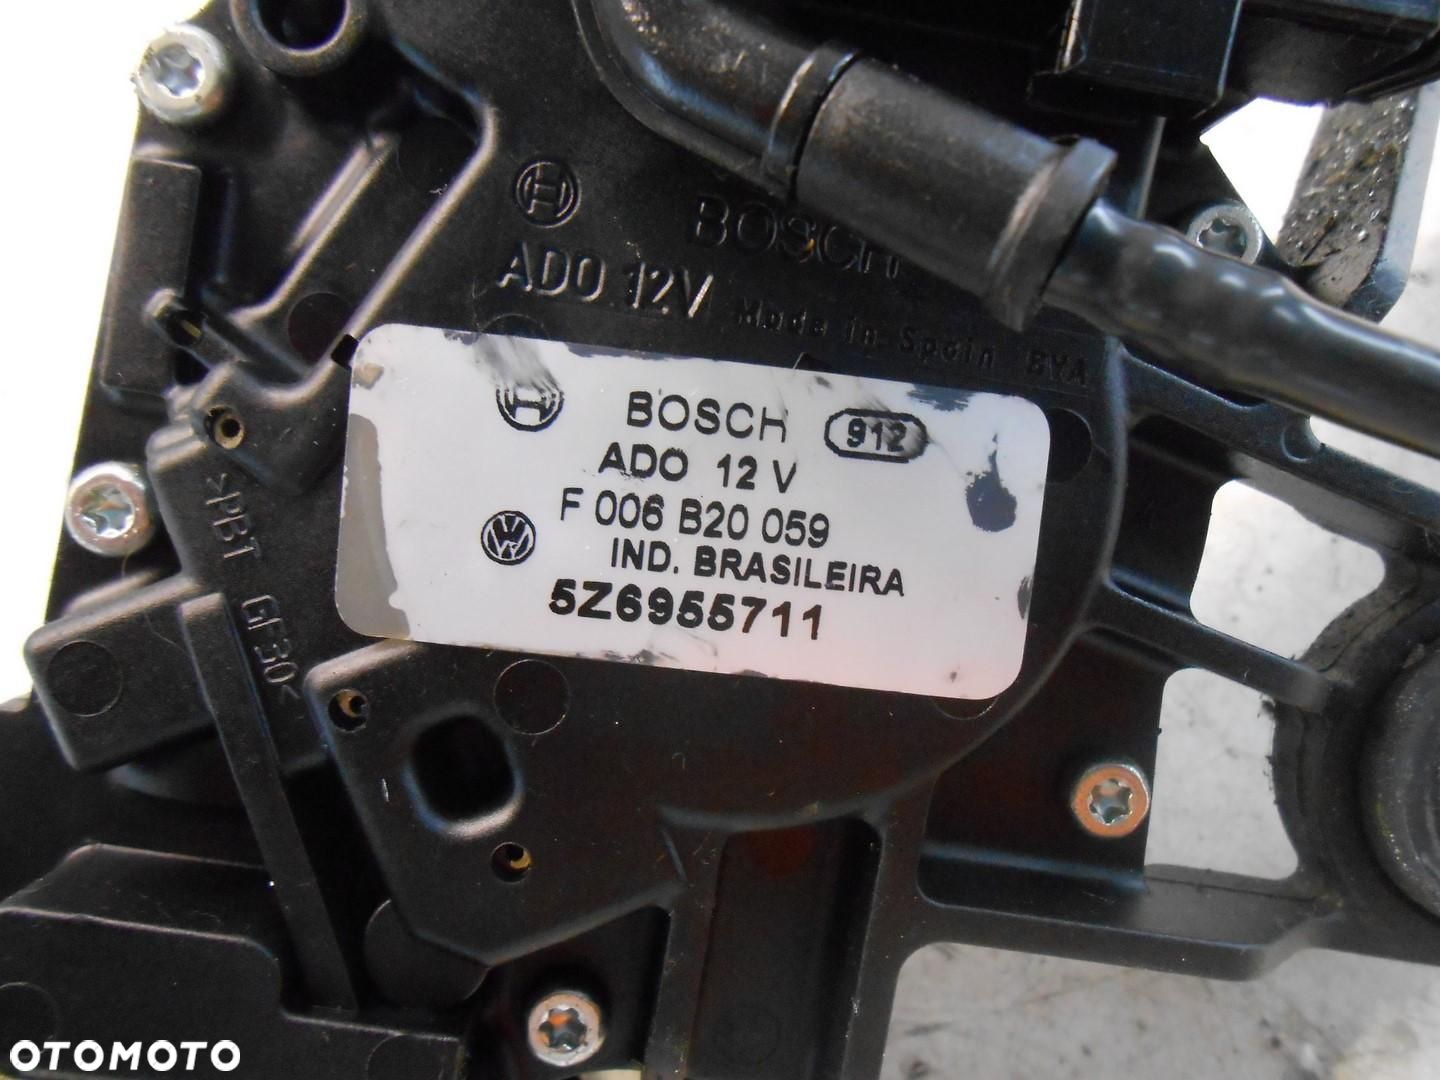 BOSCH
ADO 12V
Made in Spain BYA
BOSCH 912
ADO 12 V
F 006 B20 059
IND. BRASILEIRA
5Z6955711
>PBT GF30<
OTOMOTO